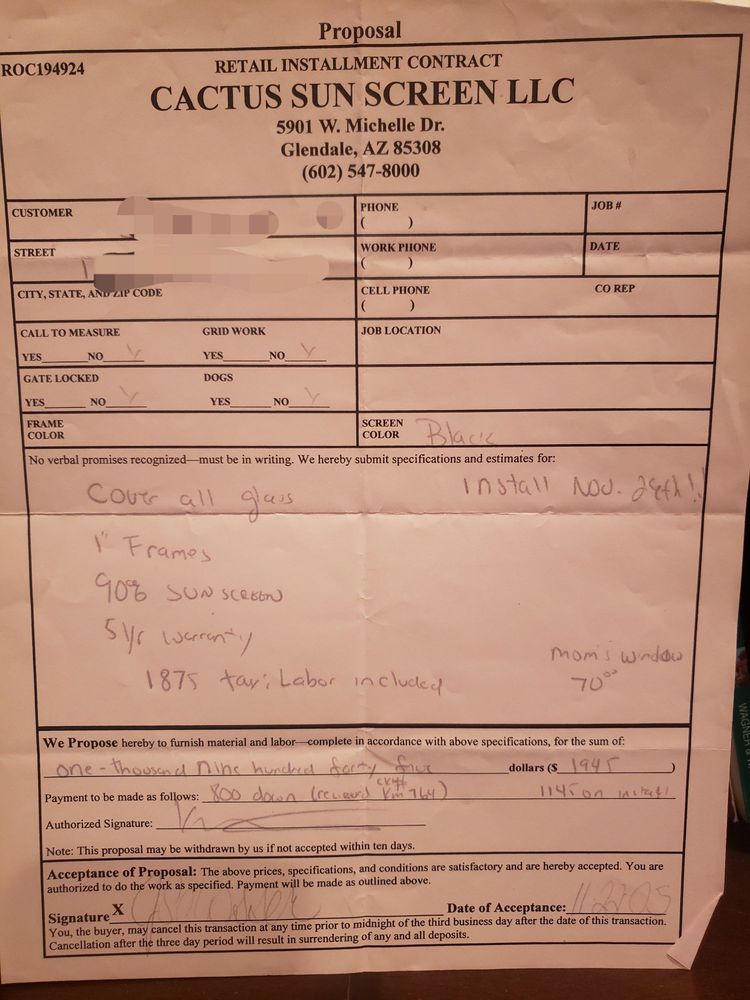 Proposal
ROC194924
RETAIL INSTALLMENT CONTRACT
CACTUS SUN SCREEN LLC
5901 W. Michelle Dr.
Glendale, AZ 85308
(602) 547-8000
CUSTOMER PHONE ( ) JOB #
STREET WORK PHONE ( ) DATE
CITY, STATE, AND ZIP CODE CELL PHONE ( ) CO REP
CALL TO MEASURE GRID WORK JOB LOCATION
YES NO YES NO
GATE LOCKED DOGS
YES NO YES NO
FRAME COLOR SCREEN COLOR Black
No verbal promises recognized—must be in writing. We hereby submit specifications and estimates for:
Cover all glass Install Nov. !!
1" Frames
90% SUN SCREEN
5 Yr warranty
mom's window
1875 tax; Labor included 70⁰⁰
We Propose hereby to furnish material and labor—complete in accordance with above specifications, for the sum of:
one-thousand nine hundred forty five dollars ($ 1945 )
Payment to be made as follows: 800 down ( ck# 764) 1145 on install
Authorized Signature:
Note: This proposal may be withdrawn by us if not accepted within ten days.
Acceptance of Proposal: The above prices, specifications, and conditions are satisfactory and are hereby accepted. You are
authorized to do the work as specified. Payment will be made as outlined above.
Signature X Date of Acceptance:
You, the buyer, may cancel this transaction at any time prior to midnight of the third business day after the date of this transaction.
Cancellation after the three day period will result in surrendering of any and all deposits.